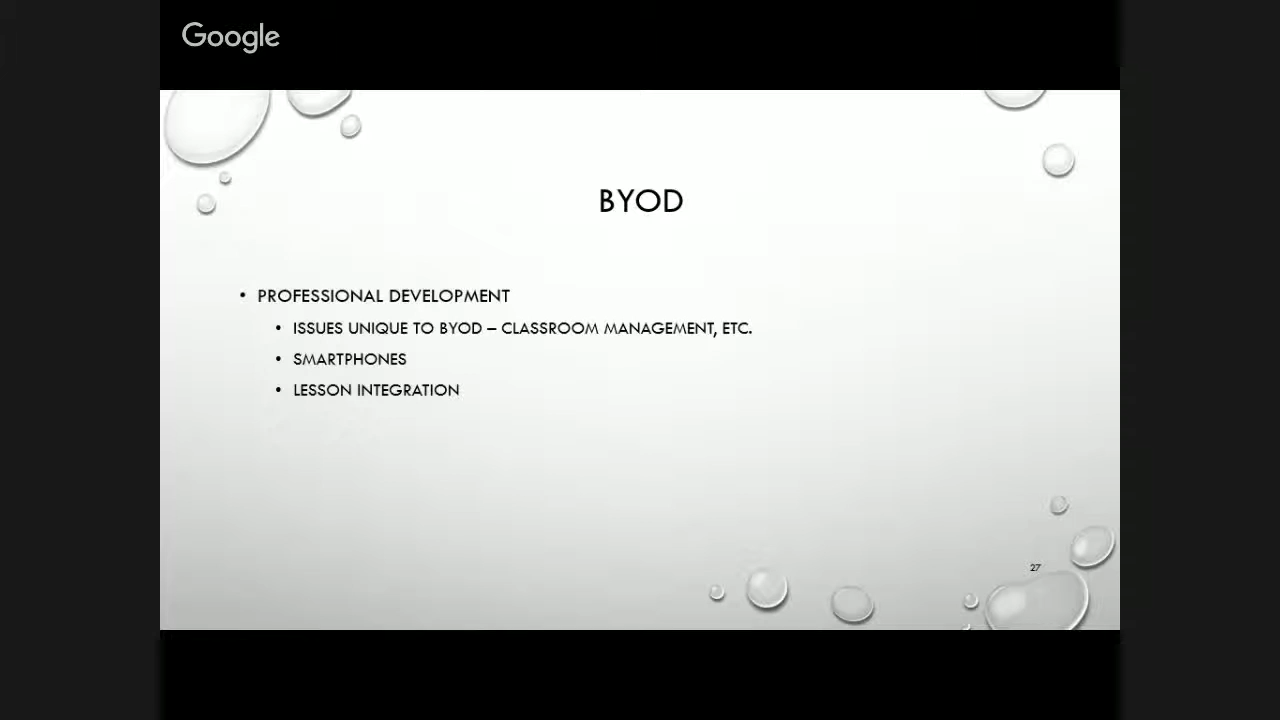 Google
BYOD
• PROFESSIONAL DEVELOPMENT
• ISSUES UNIQUE TO BYOD – CLASSROOM MANAGEMENT, ETC.
• SMARTPHONES
• LESSON INTEGRATION
27